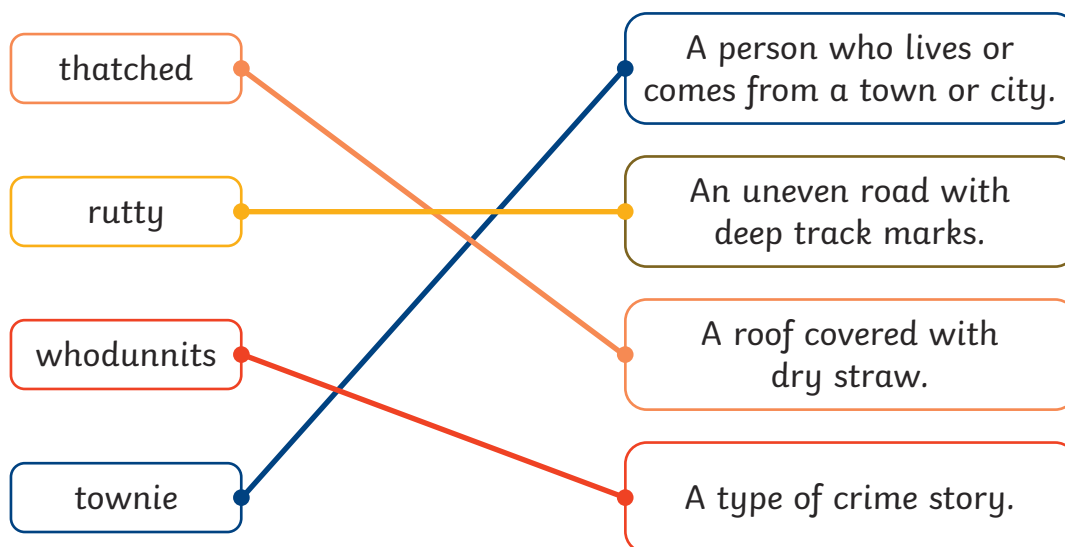 thatched
A person who lives or
comes from a town or city.
rutty
An uneven road with
deep track marks.
whodunnits
A roof covered with
dry straw.
townie
A type of crime story.